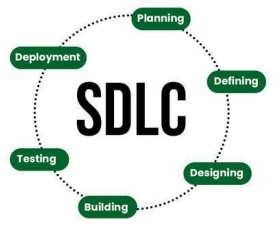 Planning
Defining
Designing
Building
Testing
Deployment
SDLC